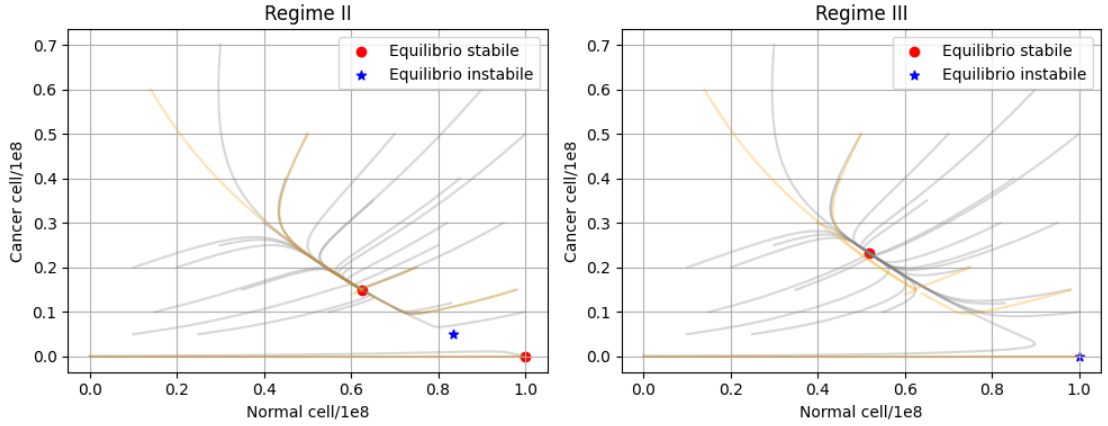 Regime II
Equilibrio stabile
Equilibrio instabile
Cancer cell/1e8
0.7
0.6
0.5
0.4
0.3
0.2
0.1
0.0
0.0 0.2 0.4 0.6 0.8 1.0
Normal cell/1e8
Regime III
Equilibrio stabile
Equilibrio instabile
Cancer cell/1e8
0.7
0.6
0.5
0.4
0.3
0.2
0.1
0.0
0.0 0.2 0.4 0.6 0.8 1.0
Normal cell/1e8